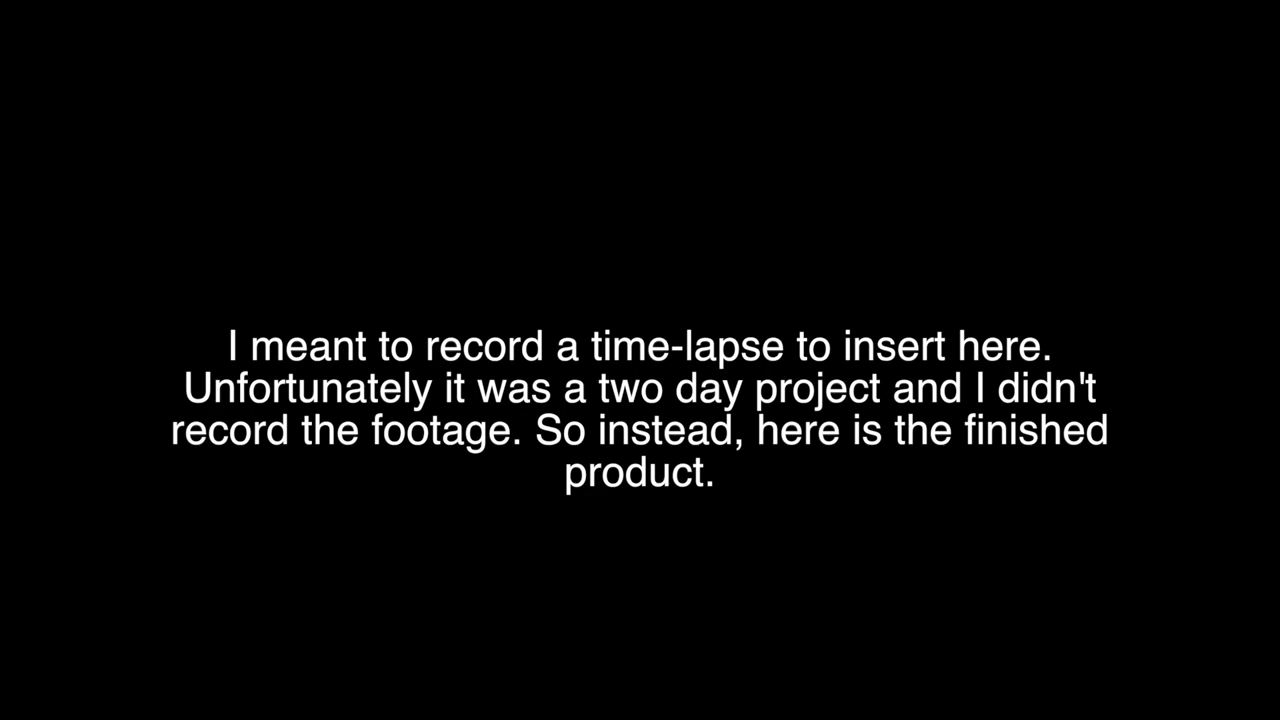 I meant to record a time-lapse to insert here.
Unfortunately it was a two day project and I didn't
record the footage. So instead, here is the finished
product.